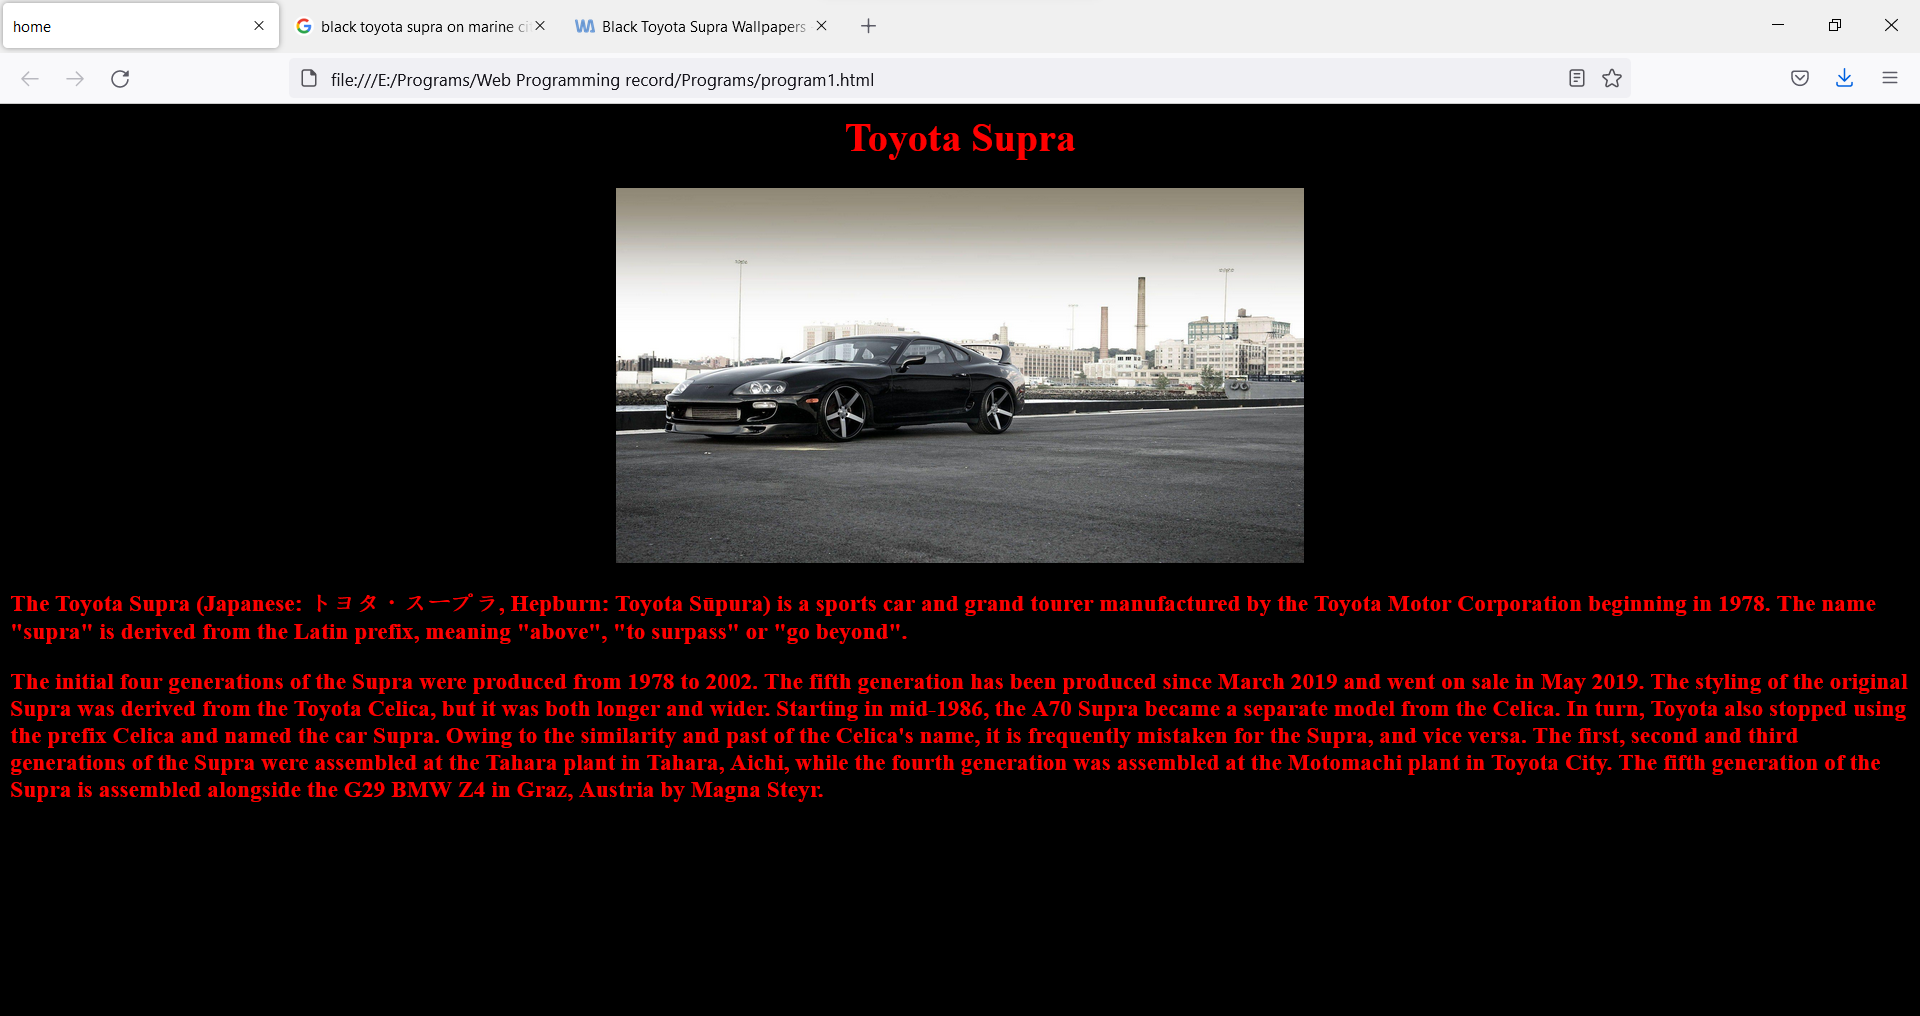 home
black toyota supra on marine ci
Black Toyota Supra Wallpapers
file:///E:/Programs/Web Programming record/Programs/program1.html
Toyota Supra
The Toyota Supra (Japanese: トヨタ・スープラ, Hepburn: Toyota Sūpura) is a sports car and grand tourer manufactured by the Toyota Motor Corporation beginning in 1978. The name
"supra" is derived from the Latin prefix, meaning "above", "to surpass" or "go beyond".
The initial four generations of the Supra were produced from 1978 to 2002. The fifth generation has been produced since March 2019 and went on sale in May 2019. The styling of the original
Supra was derived from the Toyota Celica, but it was both longer and wider. Starting in mid-1986, the A70 Supra became a separate model from the Celica. In turn, Toyota also stopped using
the prefix Celica and named the car Supra. Owing to the similarity and past of the Celica's name, it is frequently mistaken for the Supra, and vice versa. The first, second and third
generations of the Supra were assembled at the Tahara plant in Tahara, Aichi, while the fourth generation was assembled at the Motomachi plant in Toyota City. The fifth generation of the
Supra is assembled alongside the G29 BMW Z4 in Graz, Austria by Magna Steyr.